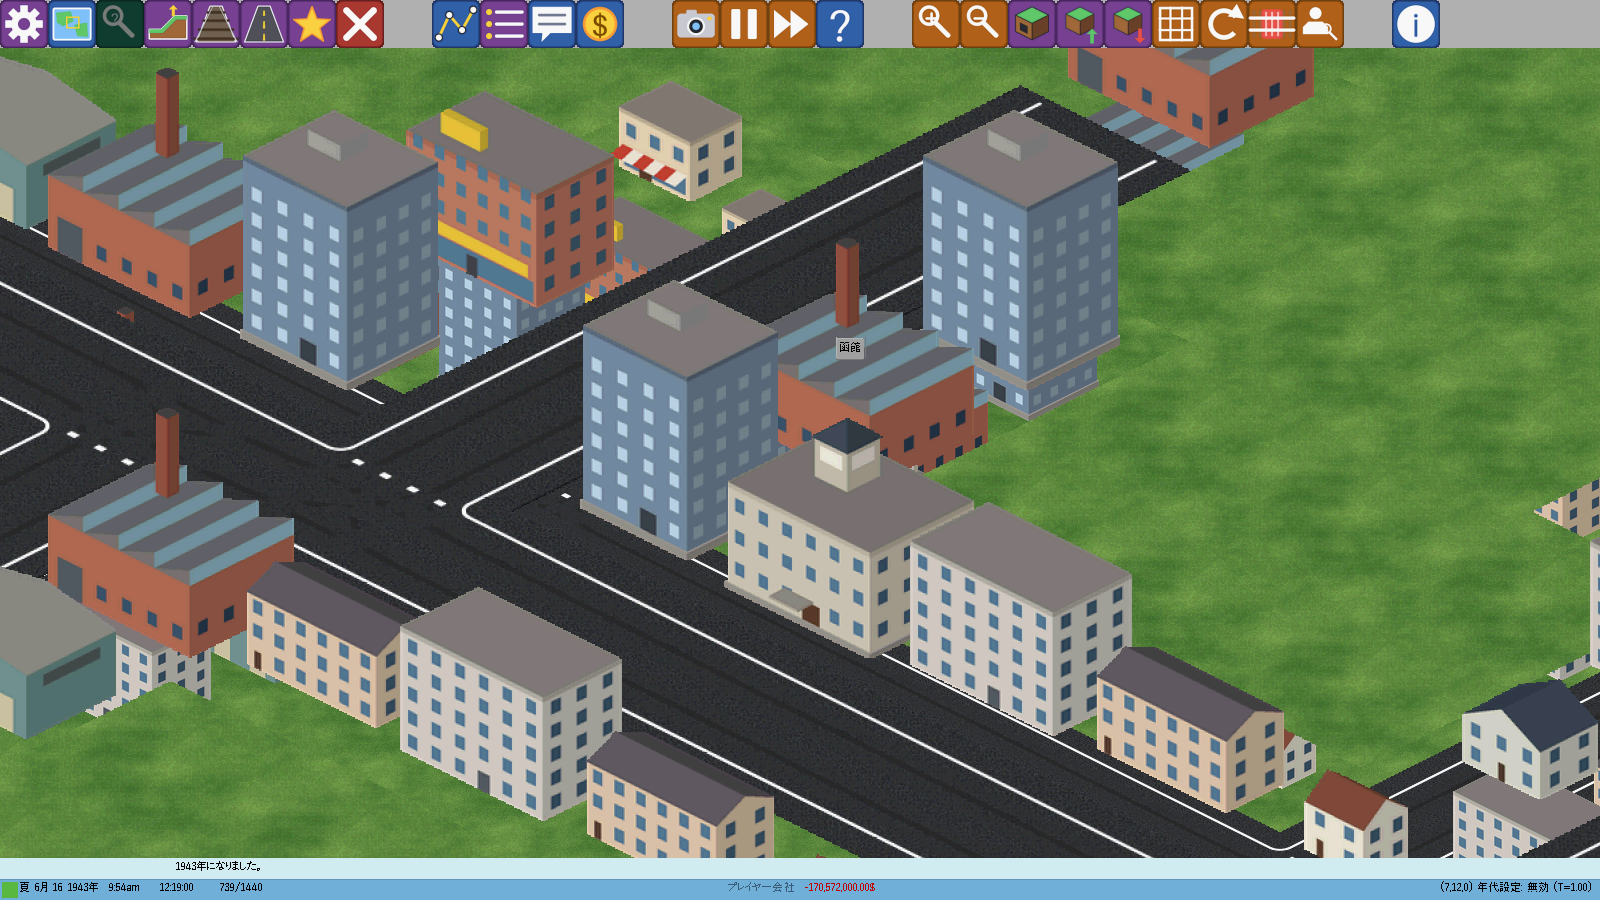 函館
1943年になりました。
夏 6月 16 1943年 9:54am 12:19:00 739/1440 プレイヤー会社 -170,572,000.00$ (7,12,0) 年代設定: 無効 (T=1.00)